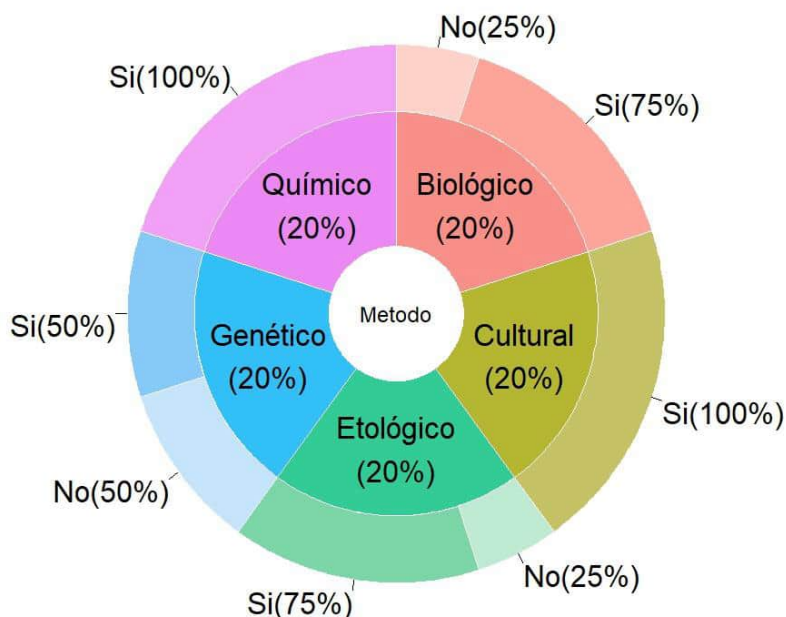 No(25%)
Si(100%)
Si(75%)
Químico
(20%)
Biológico
(20%)
Si(50%)
Genético
(20%)
Metodo
Cultural
(20%)
Si(100%)
Etológico
(20%)
No(50%)
Si(75%)
No(25%)